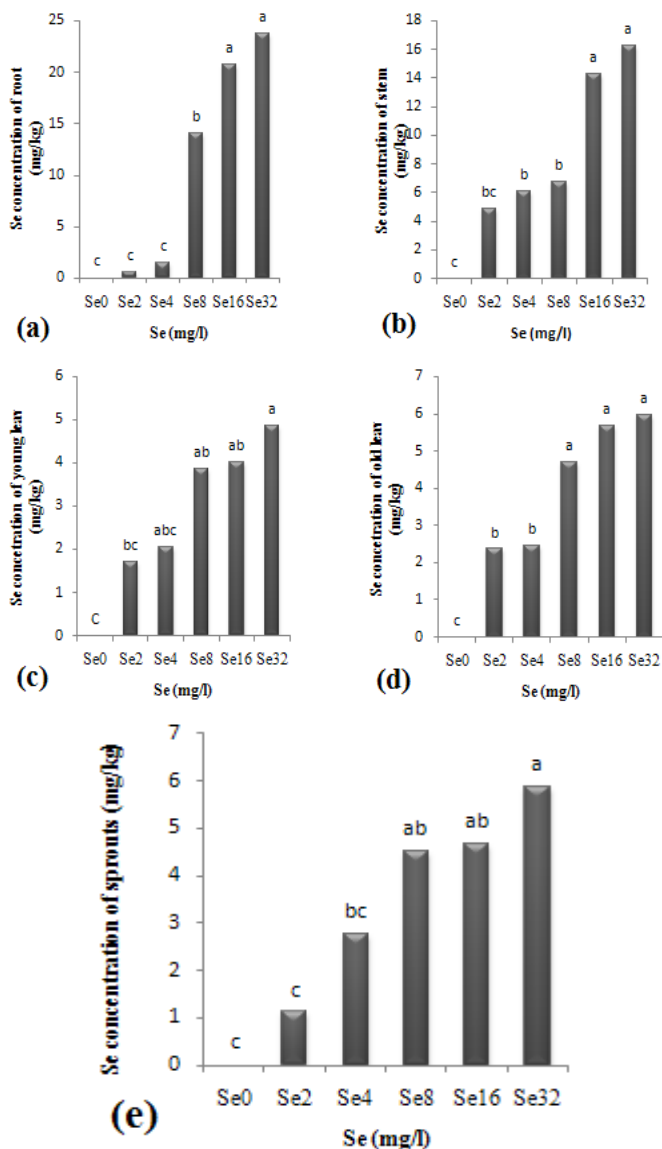 Se concentration of root
(mg/kg)
25
20
15
10
5
0
c
c
c
b
a
a
Se0 Se2 Se4 Se8 Se16 Se32
(a)
Se (mg/l)
Se concentration of stem
(mg/kg)
18
16
14
12
10
8
6
4
2
0
c
bc
b
b
a
a
Se0 Se2 Se4 Se8 Se16 Se32
(b)
Se (mg/l)
Se concetration of young leav
(mg/kg)
6
5
4
3
2
1
0
C
bc
abc
ab
ab
a
Se0 Se2 Se4 Se8 Se16 Se32
(c)
Se (mg/l)
Se concentration of old leav
(mg/kg)
7
6
5
4
3
2
1
0
c
b
b
a
a
a
Se0 Se2 Se4 Se8 Se16 Se32
(d)
Se (mg/l)
Se concentration of sprouts (mg/kg)
7
6
5
4
3
2
1
0
c
c
bc
ab
ab
a
Se0 Se2 Se4 Se8 Se16 Se32
(e)
Se (mg/l)